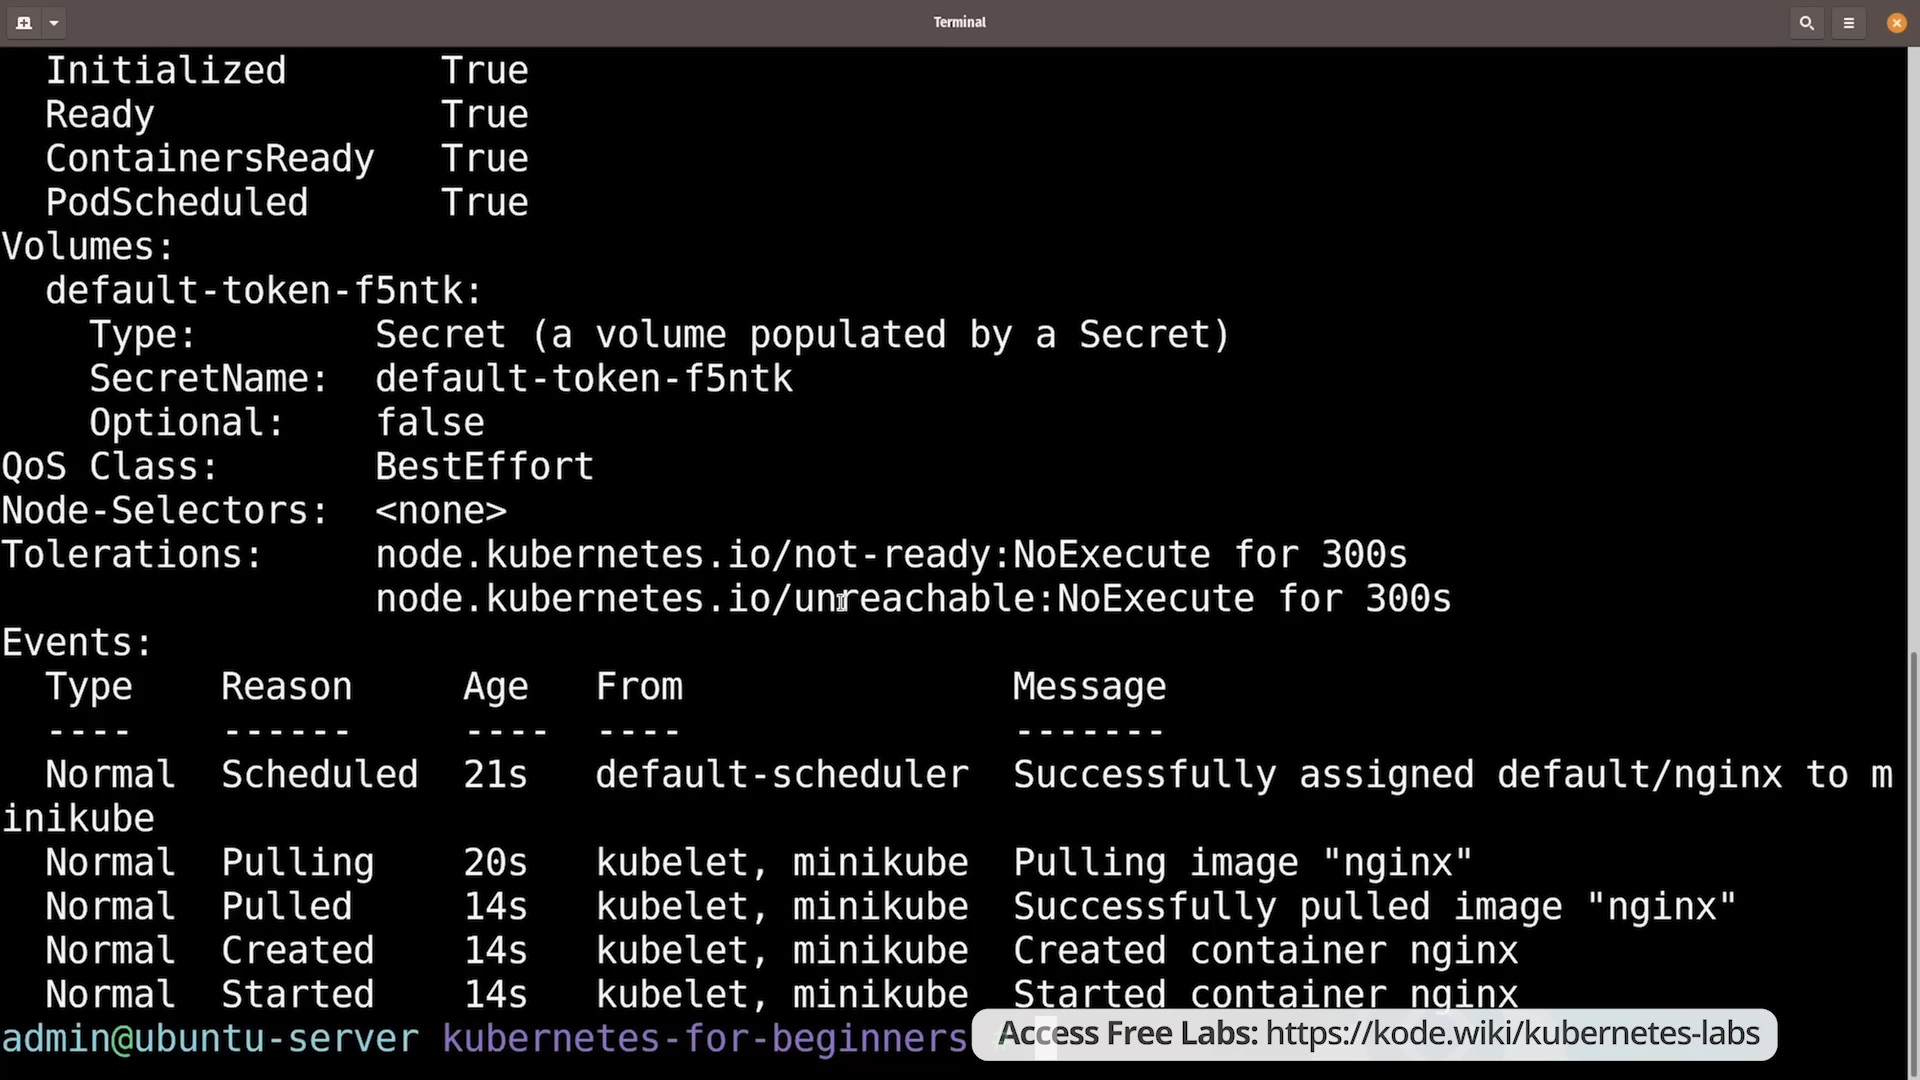 Terminal
Initialized True
Ready True
ContainersReady True
PodScheduled True
Volumes:
default-token-f5ntk:
Type: Secret (a volume populated by a Secret)
SecretName: default-token-f5ntk
Optional: false
QoS Class: BestEffort
Node-Selectors: <none>
Tolerations: node.kubernetes.io/not-ready:NoExecute for 300s
node.kubernetes.io/unreachable:NoExecute for 300s
Events:
Type Reason Age From Message
---- ------ ---- ---- -------
Normal Scheduled 21s default-scheduler Successfully assigned default/nginx to m
inikube
Normal Pulling 20s kubelet, minikube Pulling image "nginx"
Normal Pulled 14s kubelet, minikube Successfully pulled image "nginx"
Normal Created 14s kubelet, minikube Created container nginx
Normal Started 14s kubelet, minikube Started container nginx
admin@ubuntu-server kubernetes-for-beginners
Access Free Labs: https://kode.wiki/kubernetes-labs